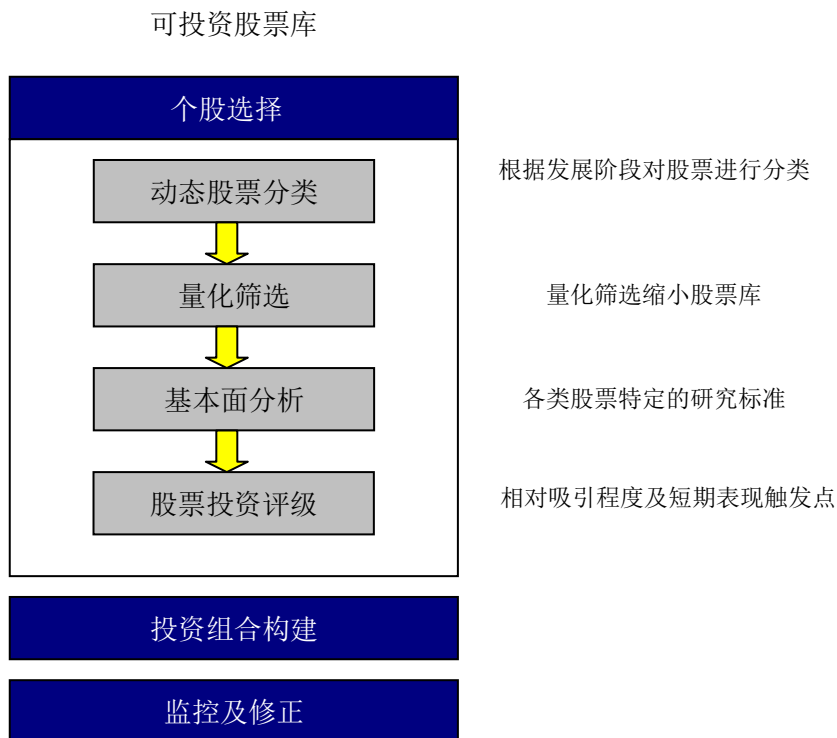 可投资股票库
个股选择
动态股票分类
根据发展阶段对股票进行分类
量化筛选
量化筛选缩小股票库
基本面分析
各类股票特定的研究标准
股票投资评级
相对吸引程度及短期表现触发点
投资组合构建
监控及修正